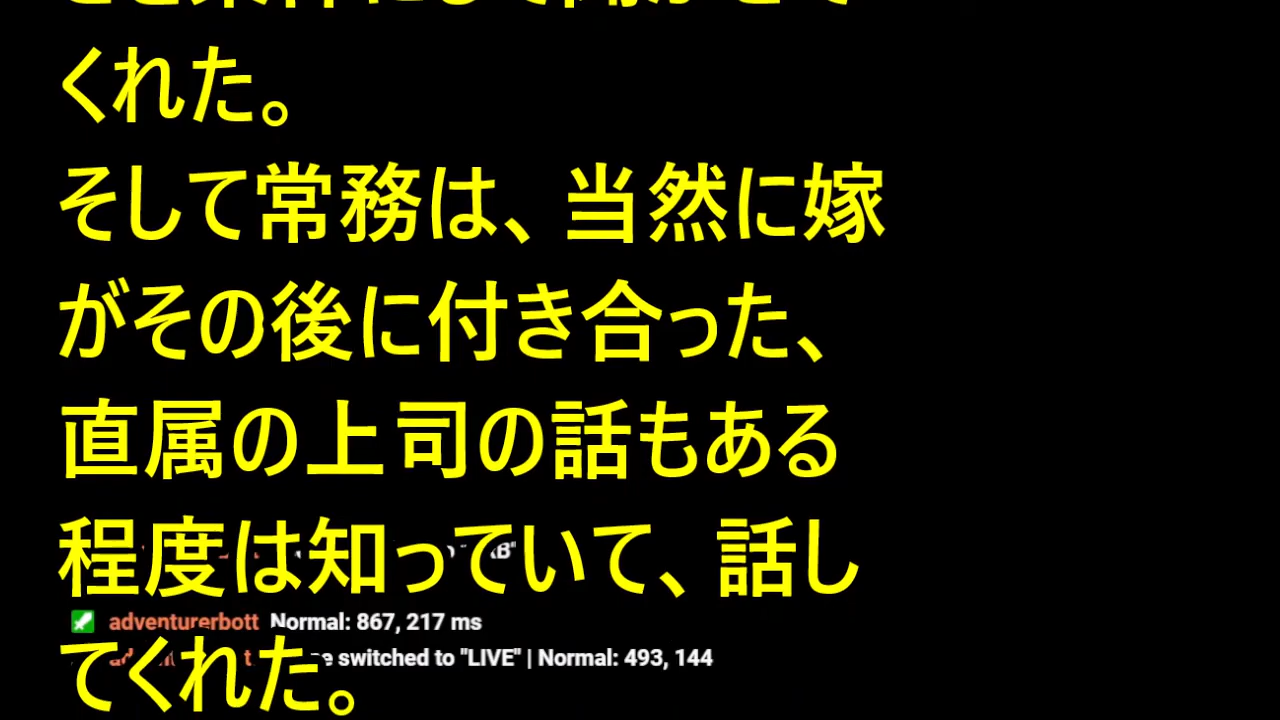 くれた。
そして常務は、当然に嫁
がその後に付き合った、
直属の上司の話もある
程度は知っていて、話し
adventurerbott Normal: 867, 217 ms
てくれた。
switched to "LIVE" | Normal: 493, 144